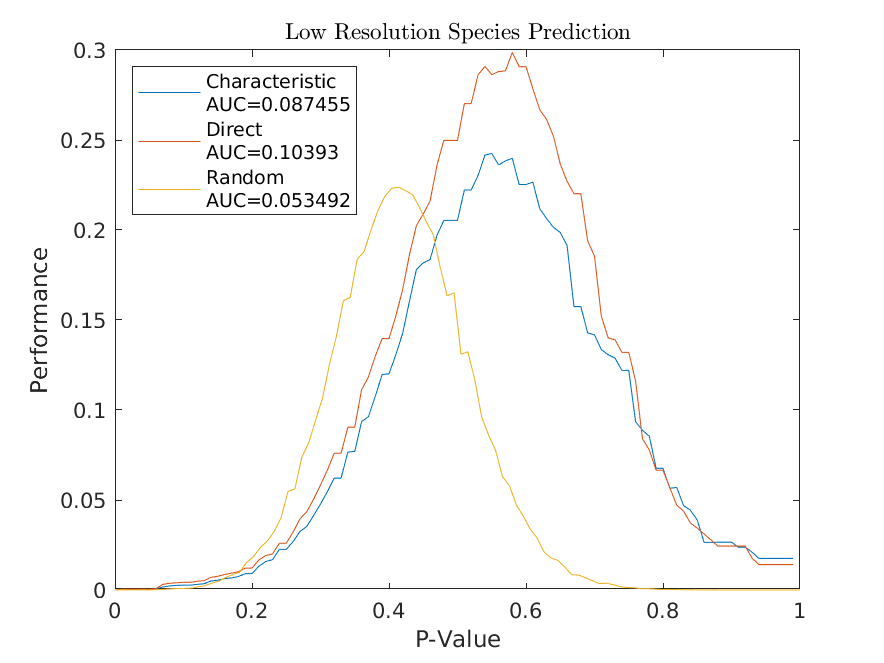 Low Resolution Species Prediction
Characteristic
AUC=0.087455
Direct
AUC=0.10393
Random
AUC=0.053492
0.3
0.25
0.2
0.15
0.1
0.05
0
Performance
0 0.2 0.4 0.6 0.8 1
P-Value